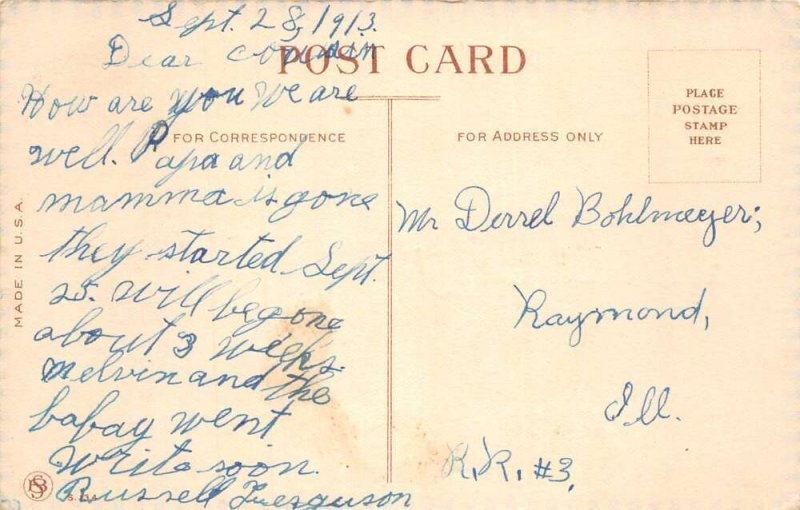 Sept. 28, 1913.
Dear cousin
POST CARD
How are you We are
FOR CORRESPONDENCE
well. Papa and
mamma is gone
they started Sept.
25. will be gone
about 3 weeks.
Melvin and the
babay went
Write soon.
Russell Fuerguson
MADE IN U.S.A.
S. 13A
FOR ADDRESS ONLY
PLACE
POSTAGE
STAMP
HERE
Mr Derrel Bohlmeyer;
Raymond,
Ill.
R, R, #3,